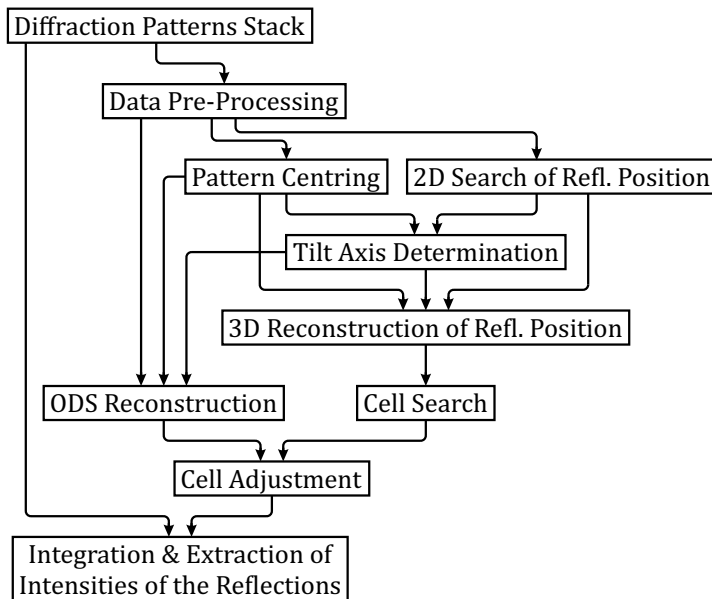 Diffraction Patterns Stack
Data Pre-Processing
Pattern Centring
2D Search of Refl. Position
Tilt Axis Determination
3D Reconstruction of Refl. Position
ODS Reconstruction
Cell Search
Cell Adjustment
Integration & Extraction of
Intensities of the Reflections